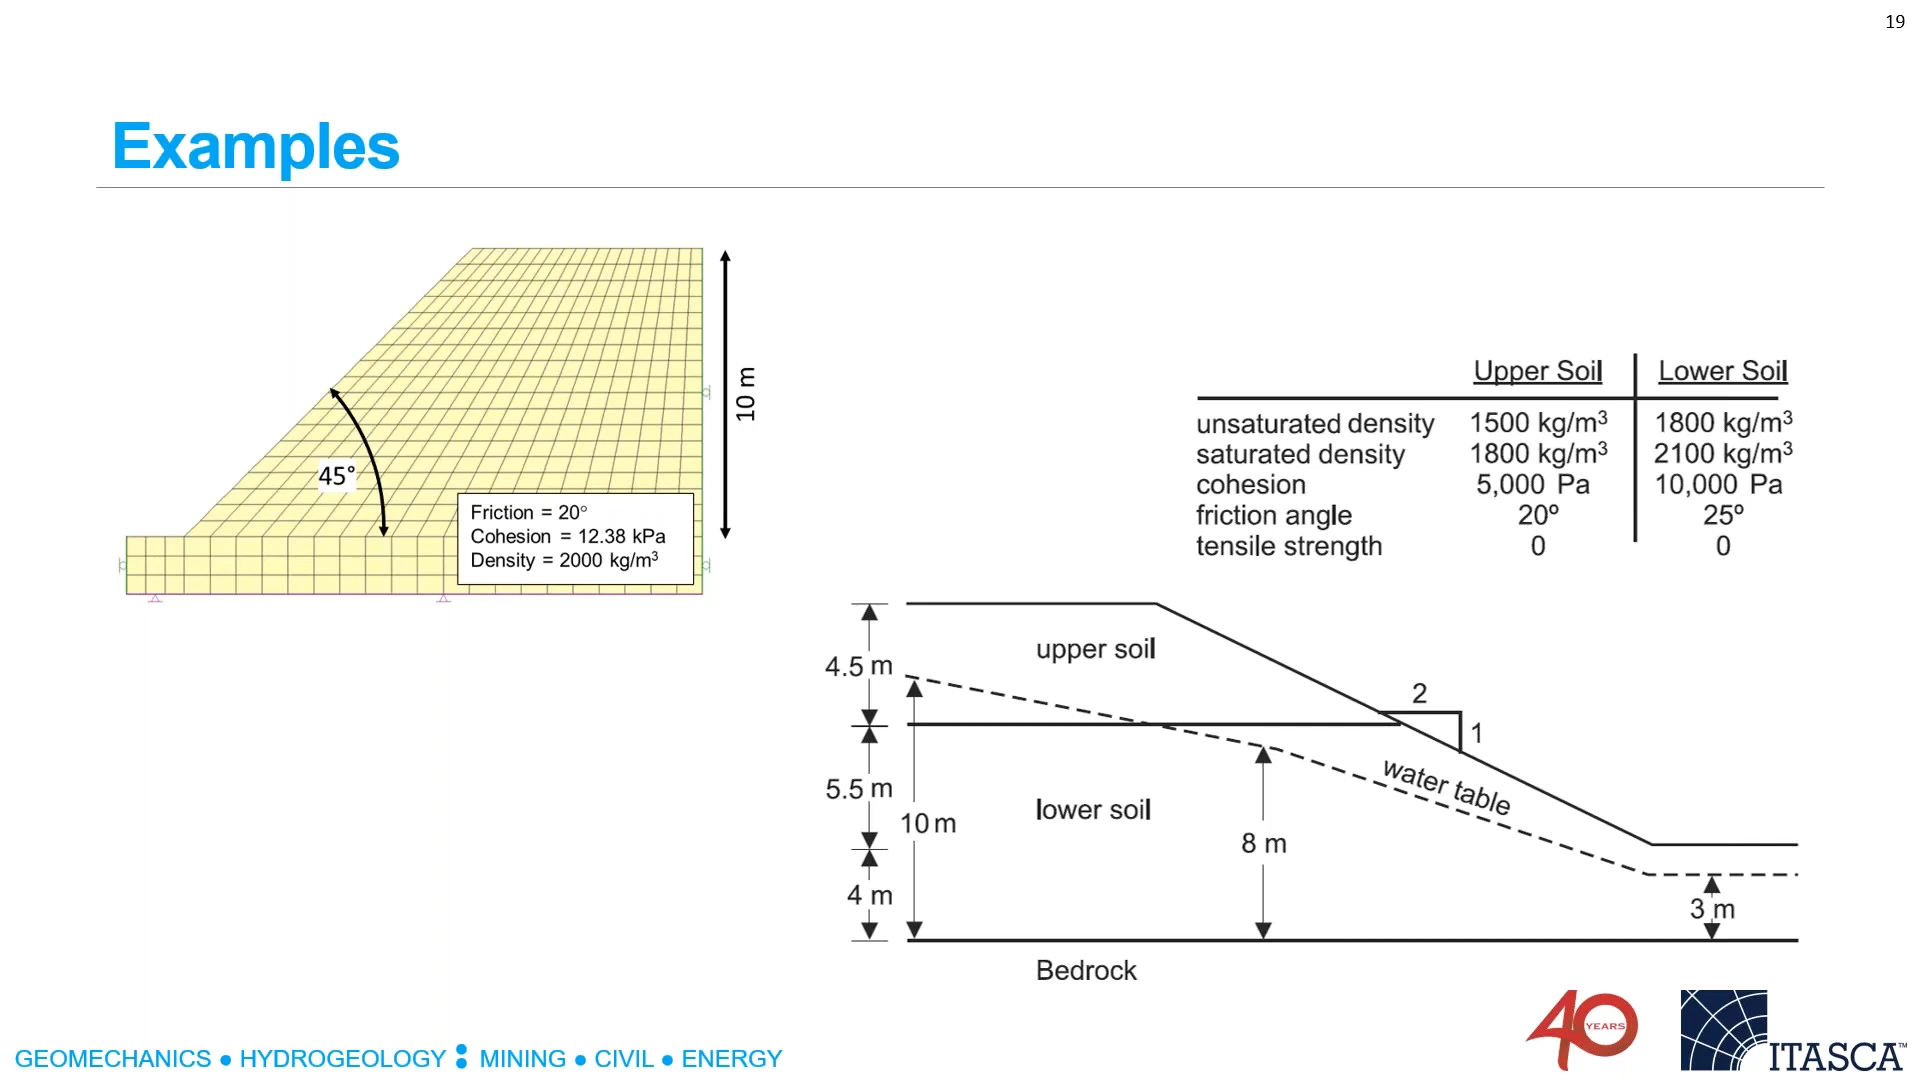 19
Examples
10 m
45°
Friction = 20°
Cohesion = 12.38 kPa
Density = 2000 kg/m³
Upper Soil Lower Soil
unsaturated density 1500 kg/m³ 1800 kg/m³
saturated density 1800 kg/m³ 2100 kg/m³
cohesion 5,000 Pa 10,000 Pa
friction angle 20º 25º
tensile strength 0 0
upper soil
4.5 m
2
1
water table
5.5 m
lower soil
10 m
8 m
4 m
3 m
Bedrock
40 YEARS
ITASCA™
GEOMECHANICS ● HYDROGEOLOGY : MINING ● CIVIL ● ENERGY